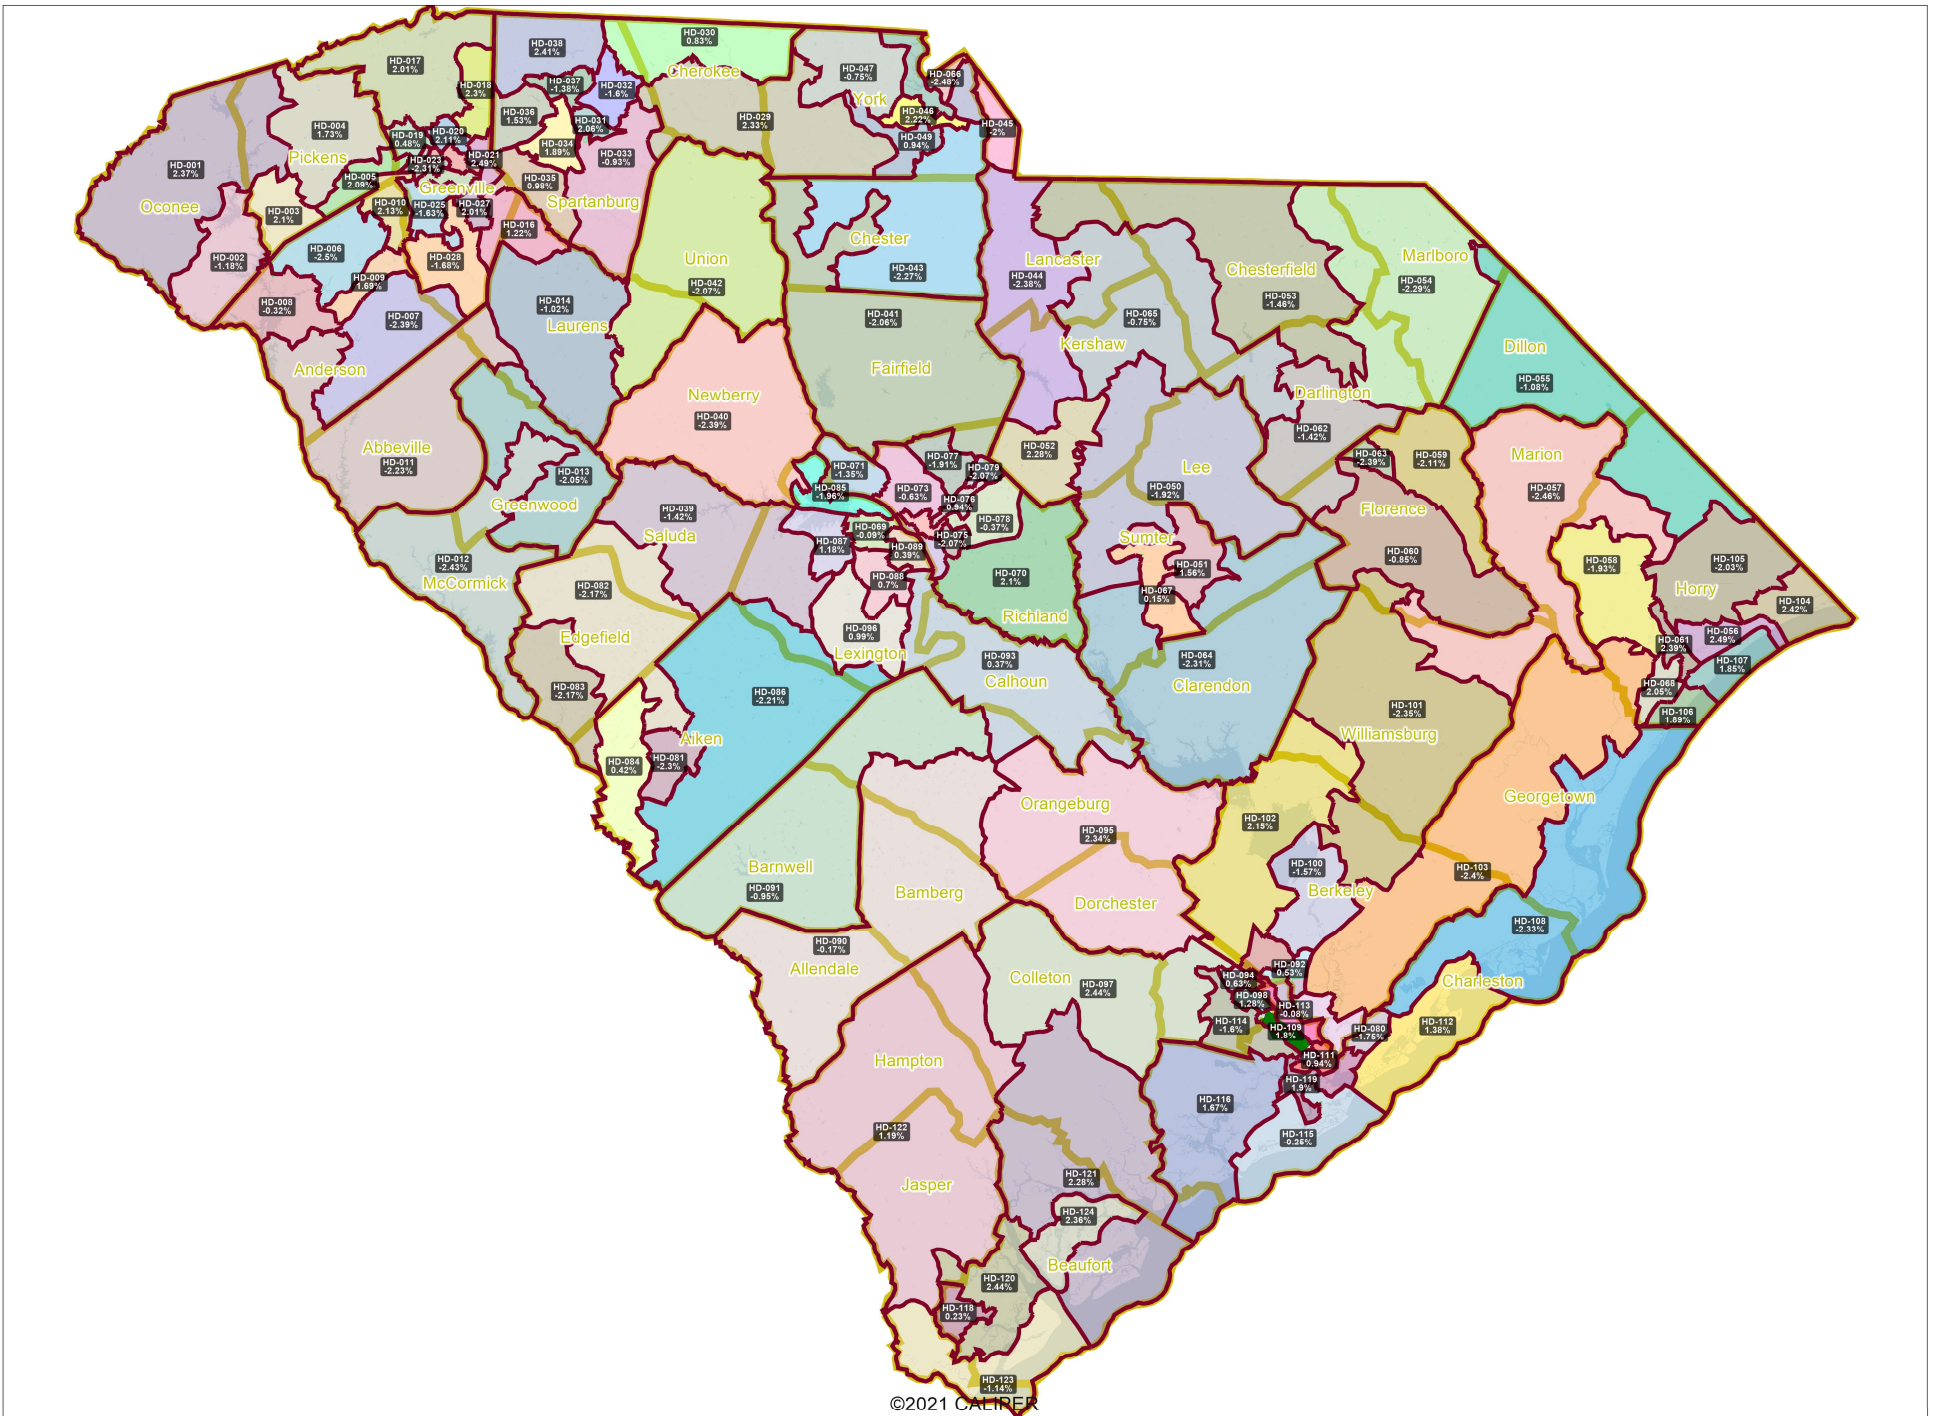 HD-030
0.83%
HD-038
2.41%
HD-017
2.01%
Cherokee
HD-047
-0.75%
HD-066
-2.48%
HD-037
-1.38%
HD-032
-1.6%
HD-018
2.3%
York
HD-046
2.22%
HD-036
1.53%
HD-031
2.06%
HD-029
2.33%
HD-045
-2%
HD-004
1.73%
HD-019
0.48%
HD-020
2.11%
HD-049
0.94%
HD-034
1.89%
HD-033
-0.93%
Pickens
HD-023
-2.31%
HD-021
2.49%
HD-001
2.37%
HD-005
2.09%
Greenville
HD-035
0.98%
Spartanburg
Oconee
HD-003
2.1%
HD-010
2.13%
HD-025
-1.63%
HD-027
2.01%
HD-016
1.22%
Chester
HD-006
-2.5%
HD-002
-1.18%
HD-028
-1.68%
Union
Lancaster
Marlboro
HD-043
-2.27%
Chesterfield
HD-009
1.69%
HD-042
-2.07%
HD-044
-2.38%
HD-054
-2.29%
HD-008
-0.32%
HD-014
-1.02%
HD-053
-1.46%
HD-007
-2.39%
Laurens
HD-041
-2.06%
HD-065
-0.75%
Kershaw
Dillon
Anderson
Fairfield
HD-055
-1.08%
Newberry
Darlington
HD-040
-2.39%
HD-062
-1.42%
Abbeville
HD-011
-2.23%
HD-052
2.28%
HD-063
-2.39%
HD-059
-2.11%
Marion
HD-013
-2.05%
HD-071
-1.35%
HD-077
-1.91%
HD-079
-2.07%
Lee
HD-085
-1.96%
HD-073
-0.63%
HD-050
-1.92%
HD-057
-2.46%
Greenwood
HD-076
0.94%
Florence
HD-039
-1.42%
HD-078
-0.37%
Saluda
HD-069
-0.09%
HD-075
-2.07%
Sumter
HD-087
1.18%
HD-089
0.39%
HD-060
-0.85%
HD-012
-2.43%
McCormick
HD-088
0.7%
HD-070
2.1%
HD-051
1.56%
HD-058
-1.93%
HD-105
-2.03%
HD-082
-2.17%
HD-067
0.15%
Horry
HD-104
2.42%
Richland
HD-096
0.99%
Edgefield
Lexington
HD-061
2.39%
HD-056
2.49%
HD-093
0.37%
HD-064
-2.31%
HD-107
1.85%
Calhoun
Clarendon
HD-083
-2.17%
HD-086
-2.21%
HD-068
2.05%
HD-101
-2.35%
HD-106
1.89%
Aiken
Williamsburg
HD-084
0.42%
HD-081
-2.3%
Georgetown
Orangeburg
HD-102
2.15%
HD-095
2.34%
Barnwell
HD-100
-1.57%
HD-103
-2.4%
HD-091
-0.95%
Bamberg
Berkeley
Dorchester
HD-108
-2.33%
HD-090
-0.17%
Allendale
HD-092
0.53%
Colleton
HD-094
0.63%
Charleston
HD-097
2.44%
HD-098
1.28%
HD-113
-0.08%
HD-114
-1.6%
HD-109
1.8%
HD-080
-1.75%
HD-112
1.38%
Hampton
HD-111
0.94%
HD-119
1.9%
HD-116
1.67%
HD-122
1.19%
HD-115
-0.26%
Jasper
HD-121
2.28%
HD-124
2.36%
Beaufort
HD-120
2.44%
HD-118
0.23%
HD-123
-1.14%
©2021 CALIPER